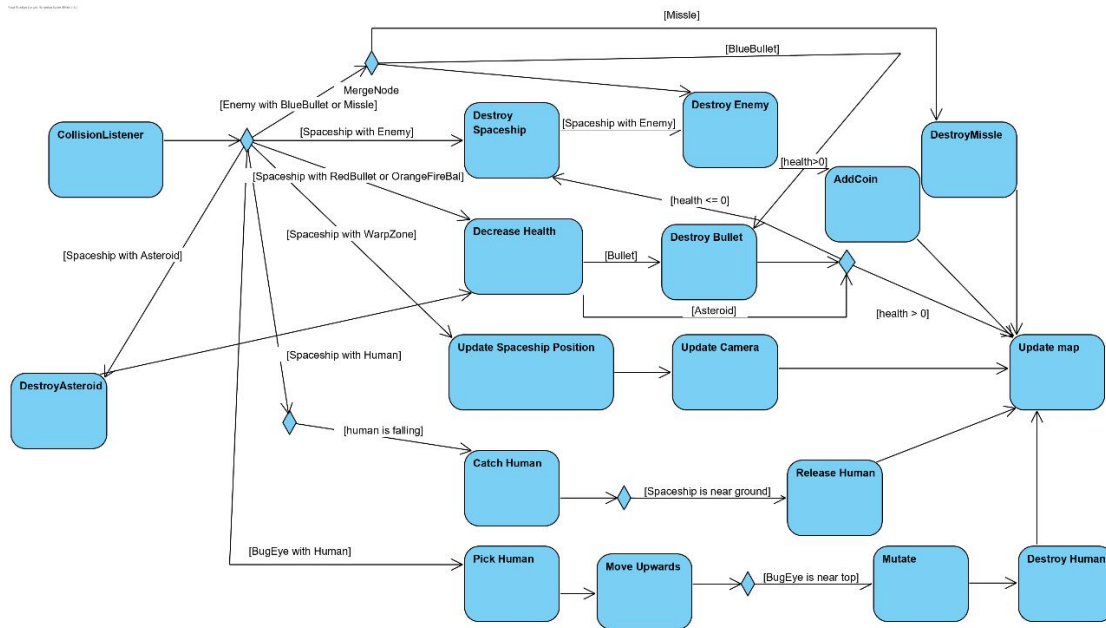 [Missle]
[BlueBullet]
MergeNode
[Enemy with BlueBullet or Missle]
Destroy Enemy
Destroy
Spaceship
CollisionListener
[Spaceship with Enemy]
[Spaceship with Enemy]
DestroyMissle
[health>0]
AddCoin
[Spaceship with RedBullet or OrangeFireBal]
[health <= 0]
Decrease Health
[Spaceship with WarpZone]
Destroy Bullet
[Spaceship with Asteroid]
[Bullet]
[Asteroid]
[health > 0]
Update Spaceship Position
Update Camera
Update map
[Spaceship with Human]
DestroyAsteroid
[human is falling]
Catch Human
Release Human
[Spaceship is near ground]
[BugEye with Human]
Pick Human
Move Upwards
[BugEye is near top]
Mutate
Destroy Human